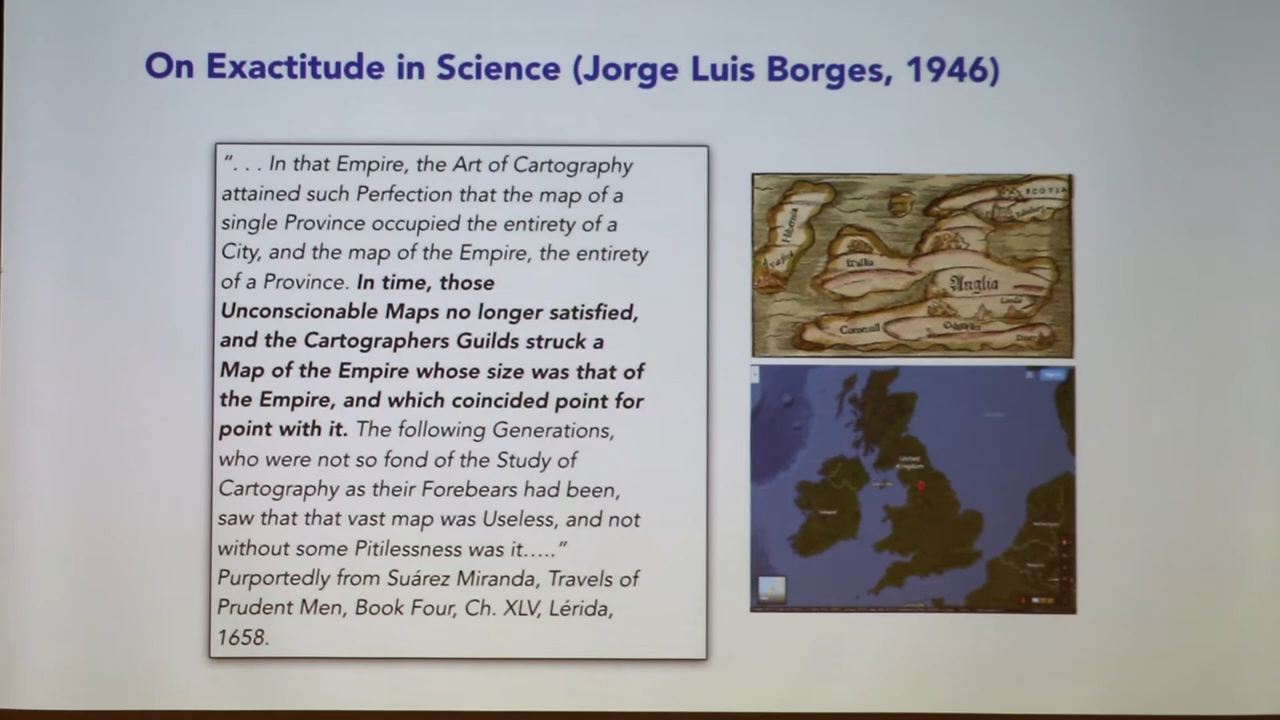 On Exactitude in Science (Jorge Luis Borges, 1946)
“. . . In that Empire, the Art of Cartography
attained such Perfection that the map of a
single Province occupied the entirety of a
City, and the map of the Empire, the entirety
of a Province. In time, those
Unconscionable Maps no longer satisfied,
and the Cartographers Guilds struck a
Map of the Empire whose size was that of
the Empire, and which coincided point for
point with it. The following Generations,
who were not so fond of the Study of
Cartography as their Forebears had been,
saw that that vast map was Useless, and not
without some Pitilessness was it.....”
Purportedly from Suárez Miranda, Travels of
Prudent Men, Book Four, Ch. XLV, Lérida,
1658.
SCOTIA
Hibernia
Anglia
United
Kingdom
Ireland